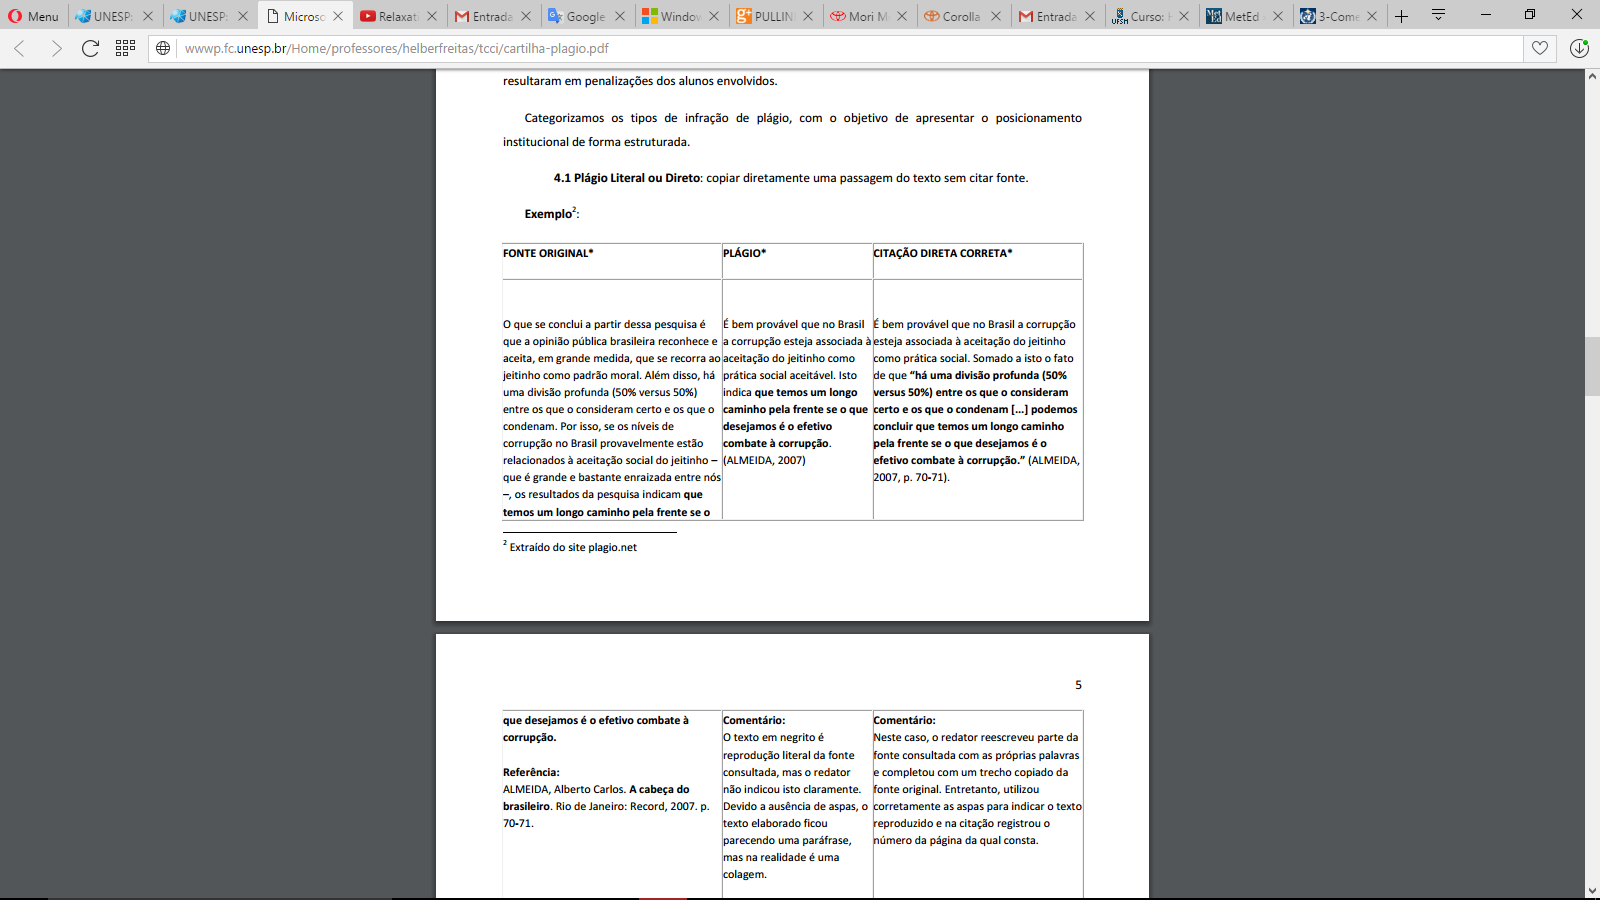 Menu
UNESP:
UNESP:
Microso
Relaxati
Entrada
Google
Window
PULLIN
Mori M
Corolla
Entrada
Curso: H
MetEd
3-Come
wwwp.fc.unesp.br/Home/professores/helberfreitas/tcci/cartilha-plagio.pdf
resultaram em penalizações dos alunos envolvidos.
Categorizamos os tipos de infração de plágio, com o objetivo de apresentar o posicionamento
institucional de forma estruturada.
4.1 Plágio Literal ou Direto: copiar diretamente uma passagem do texto sem citar fonte.
Exemplo2:
FONTE ORIGINAL*
O que se conclui a partir dessa pesquisa é
que a opinião pública brasileira reconhece e
aceita, em grande medida, que se recorra ao
jeitinho como padrão moral. Além disso, há
uma divisão profunda (50% versus 50%)
entre os que o consideram certo e os que o
condenam. Por isso, se os níveis de
corrupção no Brasil provavelmente estão
relacionados à aceitação social do jeitinho –
que é grande e bastante enraizada entre nós
–, os resultados da pesquisa indicam que
temos um longo caminho pela frente se o
PLÁGIO*
É bem provável que no Brasil
a corrupção esteja associada à
aceitação do jeitinho como
prática social aceitável. Isto
indica que temos um longo
caminho pela frente se o que
desejamos é o efetivo
combate à corrupção.
(ALMEIDA, 2007)
CITAÇÃO DIRETA CORRETA*
É bem provável que no Brasil a corrupção
esteja associada à aceitação do jeitinho
como prática social. Somado a isto o fato
de que “há uma divisão profunda (50%
versus 50%) entre os que o consideram
certo e os que o condenam [...] podemos
concluir que temos um longo caminho
pela frente se o que desejamos é o
efetivo combate à corrupção.” (ALMEIDA,
2007, p. 70-71).
2 Extraído do site plagio.net
5
que desejamos é o efetivo combate à
corrupção.
Referência:
ALMEIDA, Alberto Carlos. A cabeça do
brasileiro. Rio de Janeiro: Record, 2007. p.
70-71.
Comentário:
O texto em negrito é
reprodução literal da fonte
consultada, mas o redator
não indicou isto claramente.
Devido a ausência de aspas, o
texto elaborado ficou
parecendo uma paráfrase,
mas na realidade é uma
colagem.
Comentário:
Neste caso, o redator reescreveu parte da
fonte consultada com as próprias palavras
e completou com um trecho copiado da
fonte original. Entretanto, utilizou
corretamente as aspas para indicar o texto
reproduzido e na citação registrou o
número da página da qual consta.